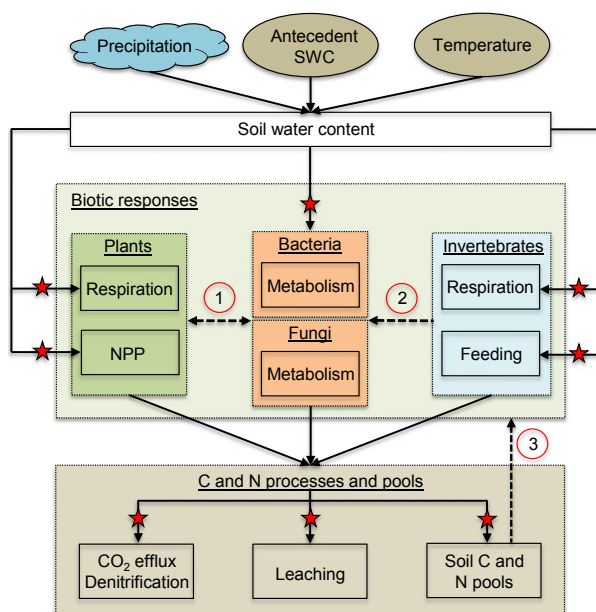 Precipitation
Antecedent
SWC
Temperature
Soil water content
Biotic responses
Plants
Respiration
NPP
1
Bacteria
Metabolism
Fungi
Metabolism
2
Invertebrates
Respiration
Feeding
3
C and N processes and pools
CO₂ efflux
Denitrification
Leaching
Soil C and
N pools